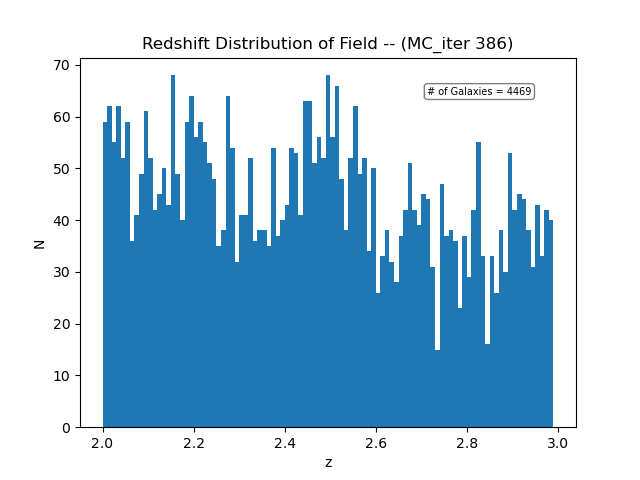 Redshift Distribution of Field -- (MC_iter 386)
# of Galaxies = 4469
70
60
50
40
30
20
10
0
N
2.0 2.2 2.4 2.6 2.8 3.0
z